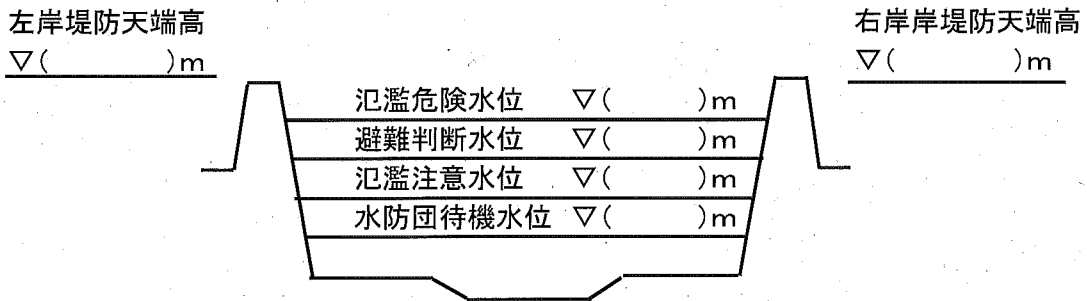 左岸堤防天端高
▽(　　　　)m
右岸岸堤防天端高
▽(　　　　)m
氾濫危険水位　▽(　　　)m
避難判断水位　▽(　　　)m
氾濫注意水位　▽(　　　)m
水防団待機水位　▽(　　　)m